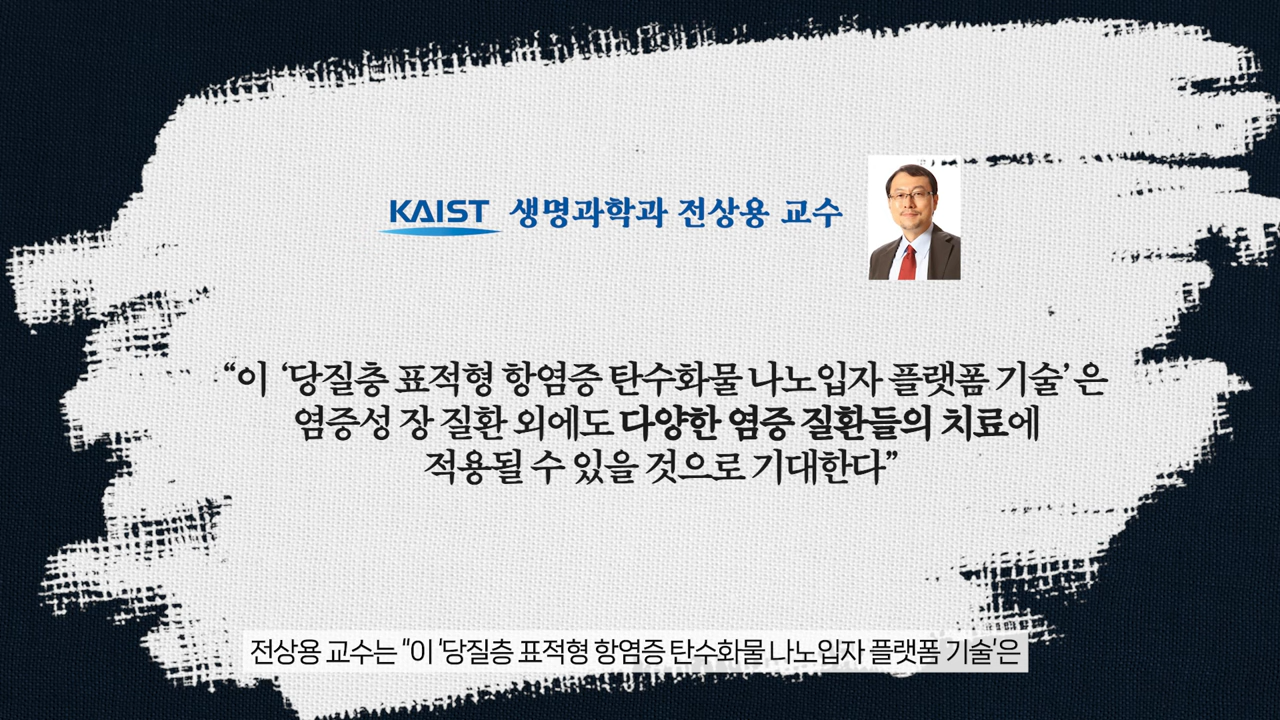 KAIST 생명과학과 전상용 교수
“이 ‘당질층 표적형 항염증 탄수화물 나노입자 플랫폼 기술’ 은
염증성 장 질환 외에도 다양한 염증 질환들의 치료에
적용될 수 있을 것으로 기대한다”
전상용 교수는 "이 '당질층 표적형 항염증 탄수화물 나노입자 플랫폼 기술'은